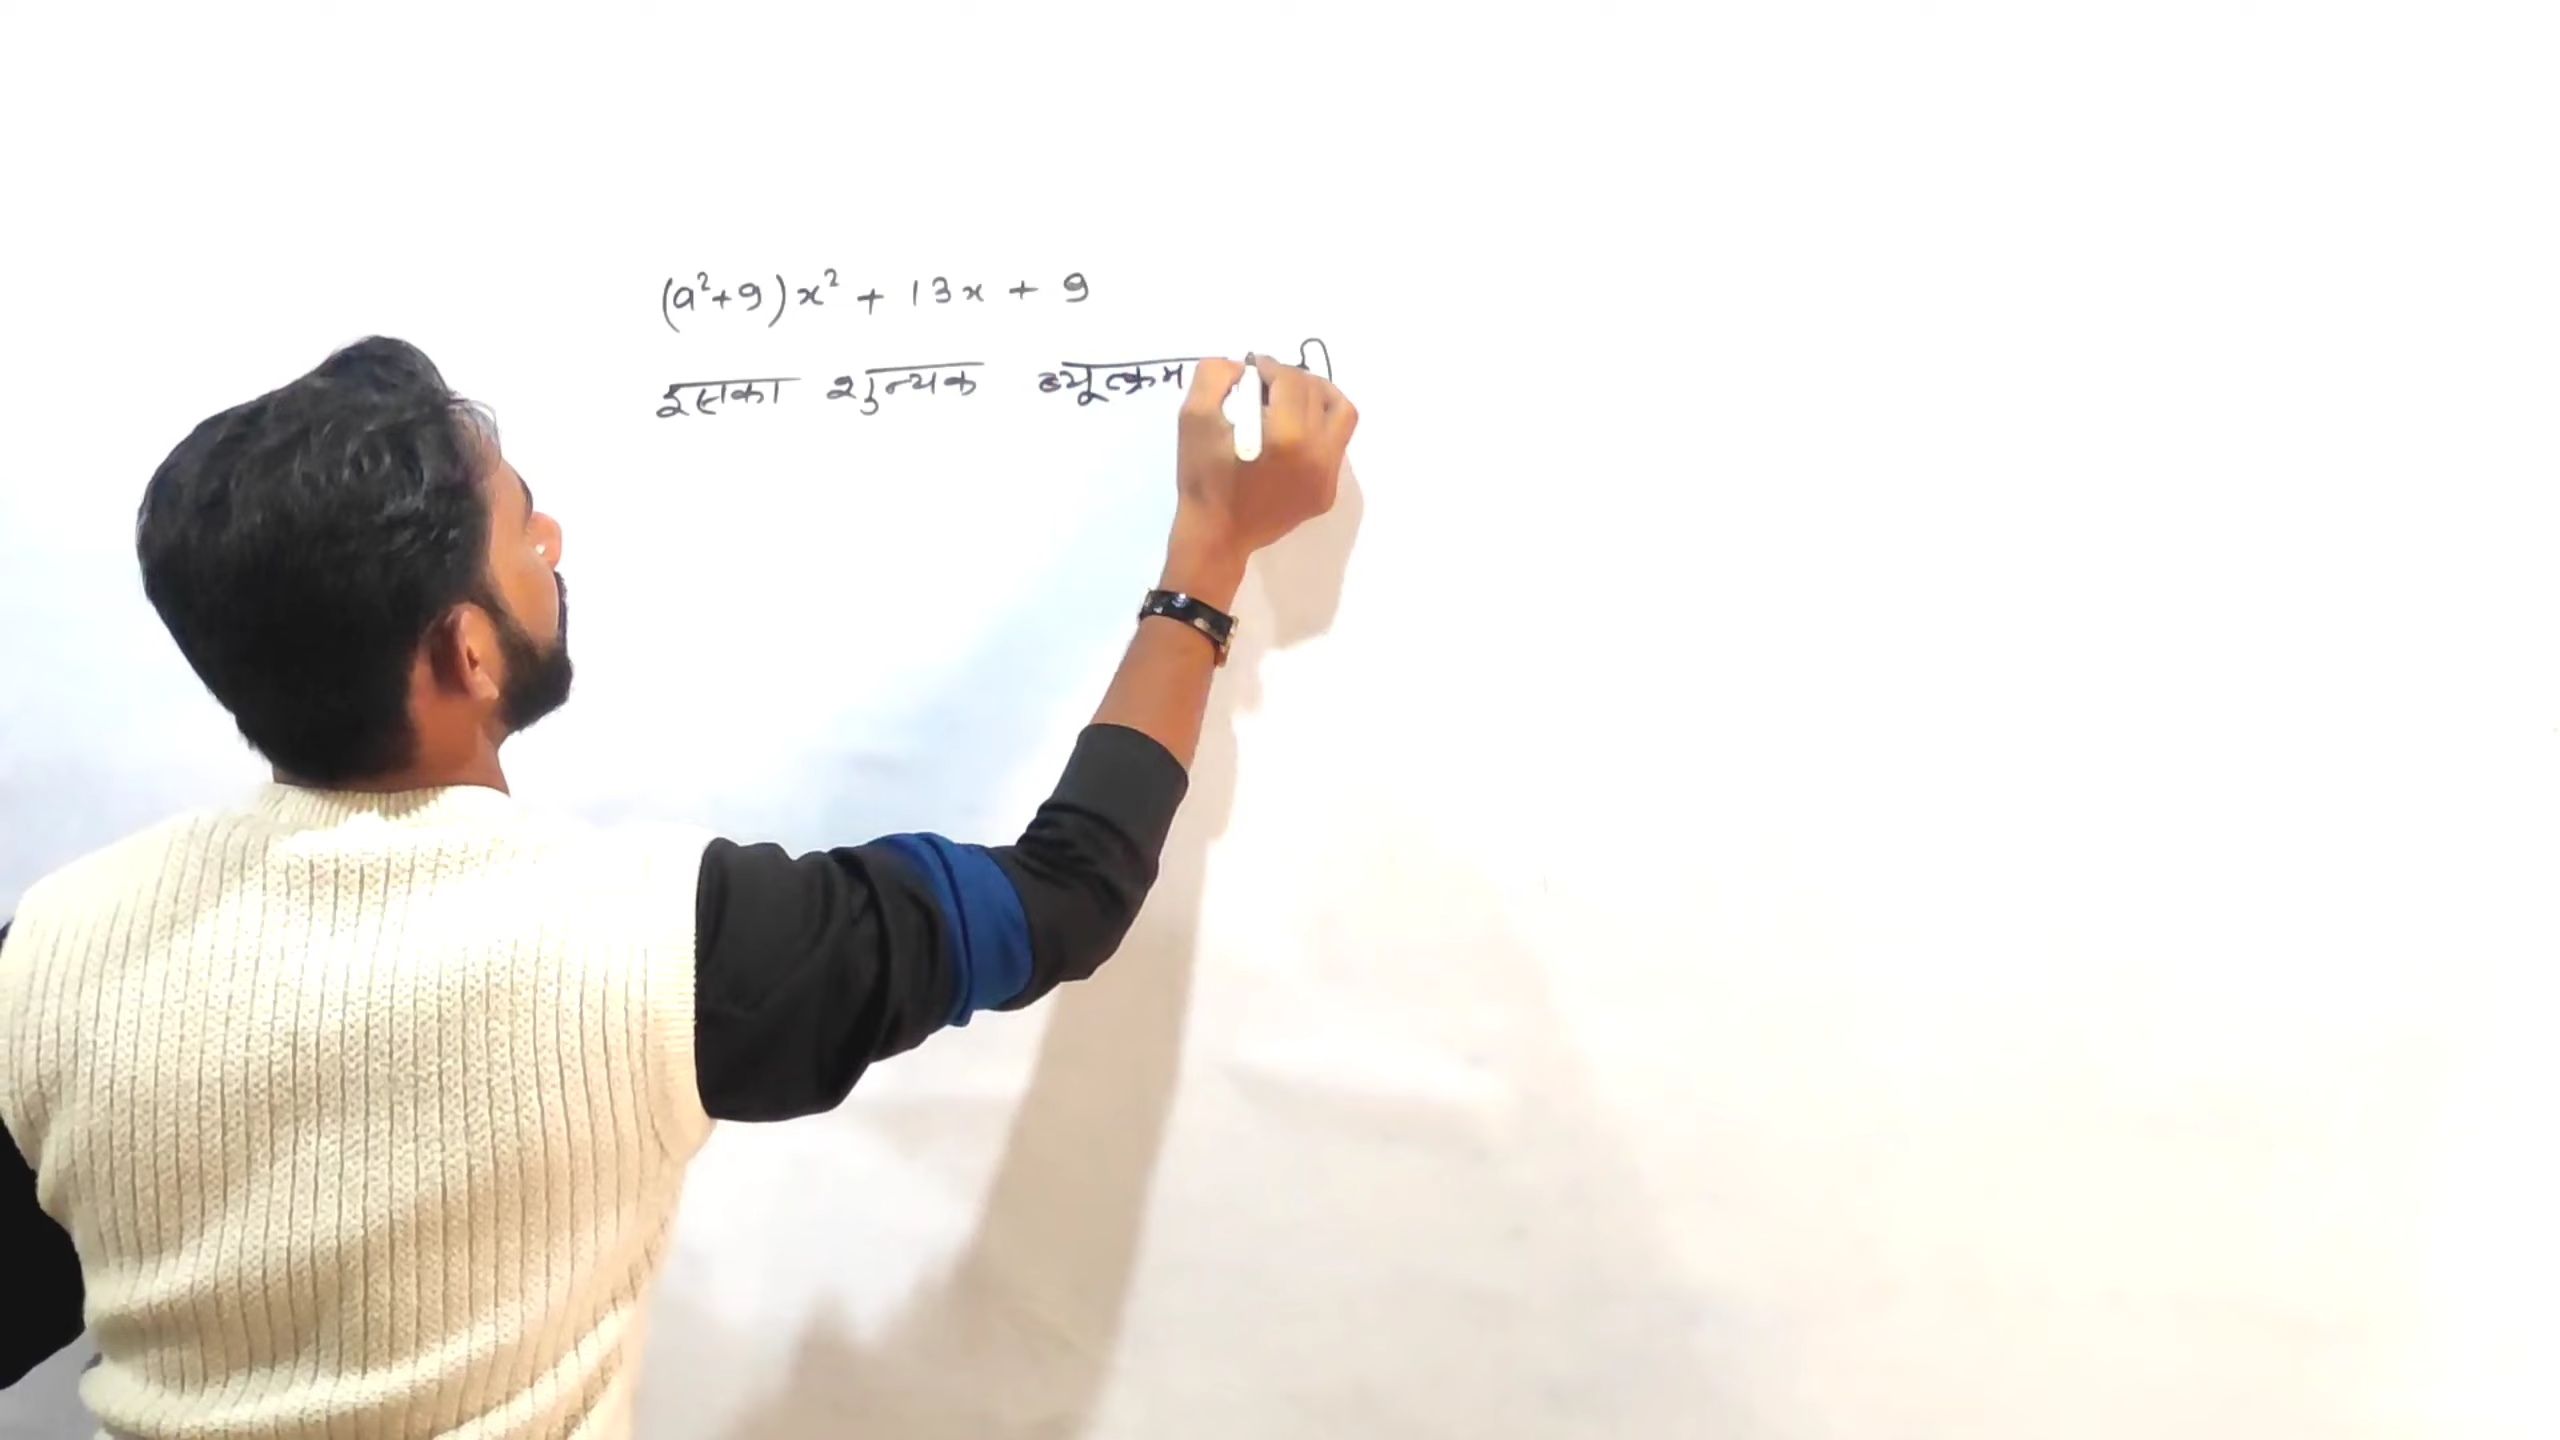 (a²+9)x² + 13x + 9
इसका शुन्यक व्यूत्क्रम